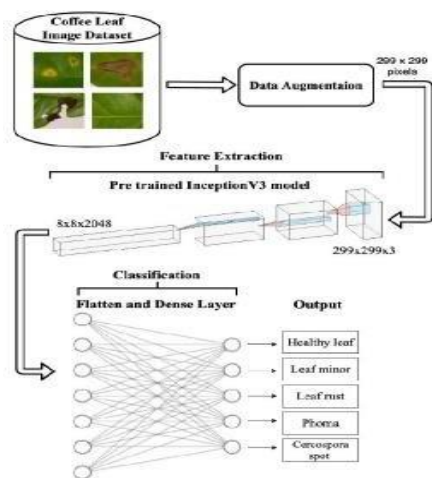 Coffee Leaf
Image Dataset
Data Augmentaion
299 × 299
pixels
Feature Extraction
Pre trained InceptionV3 model
8x8x2048
299x299x3
Classification
Flatten and Dense Layer
Output
Healthy leaf
Leaf minor
Leaf rust
Phoma
Cercospora
spot